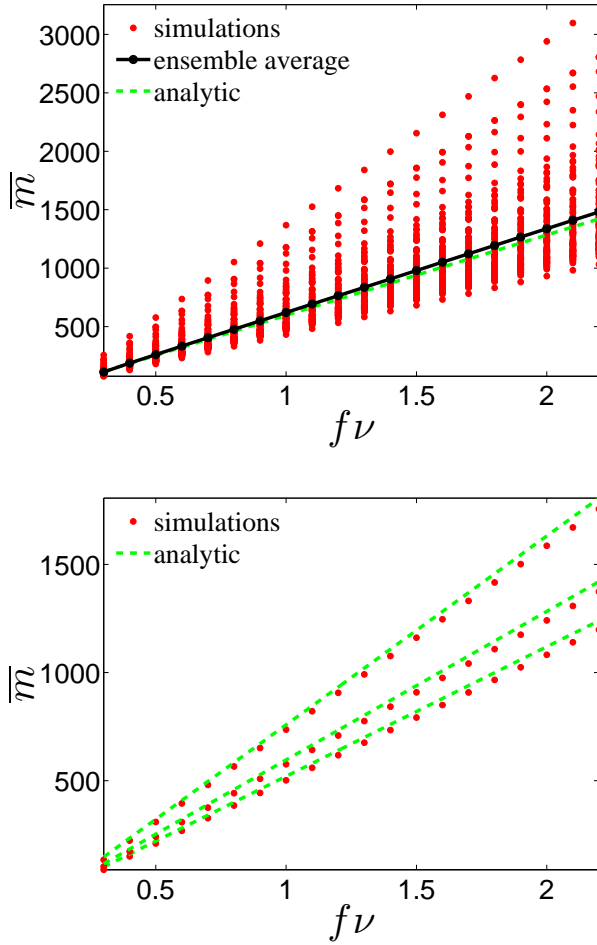 3000
2500
2000
1500
1000
500
m̅
simulations
ensemble average
analytic
0.5 1 1.5 2
fν
1500
1000
500
m̅
simulations
analytic
0.5 1 1.5 2
fν